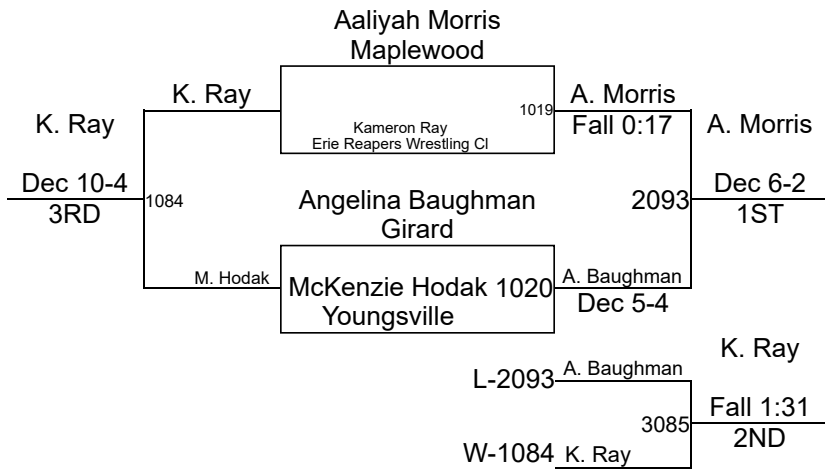 Aaliyah Morris
Maplewood
K. Ray
1019
A. Morris
Kameron Ray
Erie Reapers Wrestling Cl
Fall 0:17
K. Ray
A. Morris
Dec 10-4
1084
3RD
Angelina Baughman
Girard
2093
Dec 6-2
1ST
M. Hodak
McKenzie Hodak 1020
Youngsville
A. Baughman
Dec 5-4
K. Ray
L-2093
A. Baughman
3085
Fall 1:31
2ND
W-1084
K. Ray